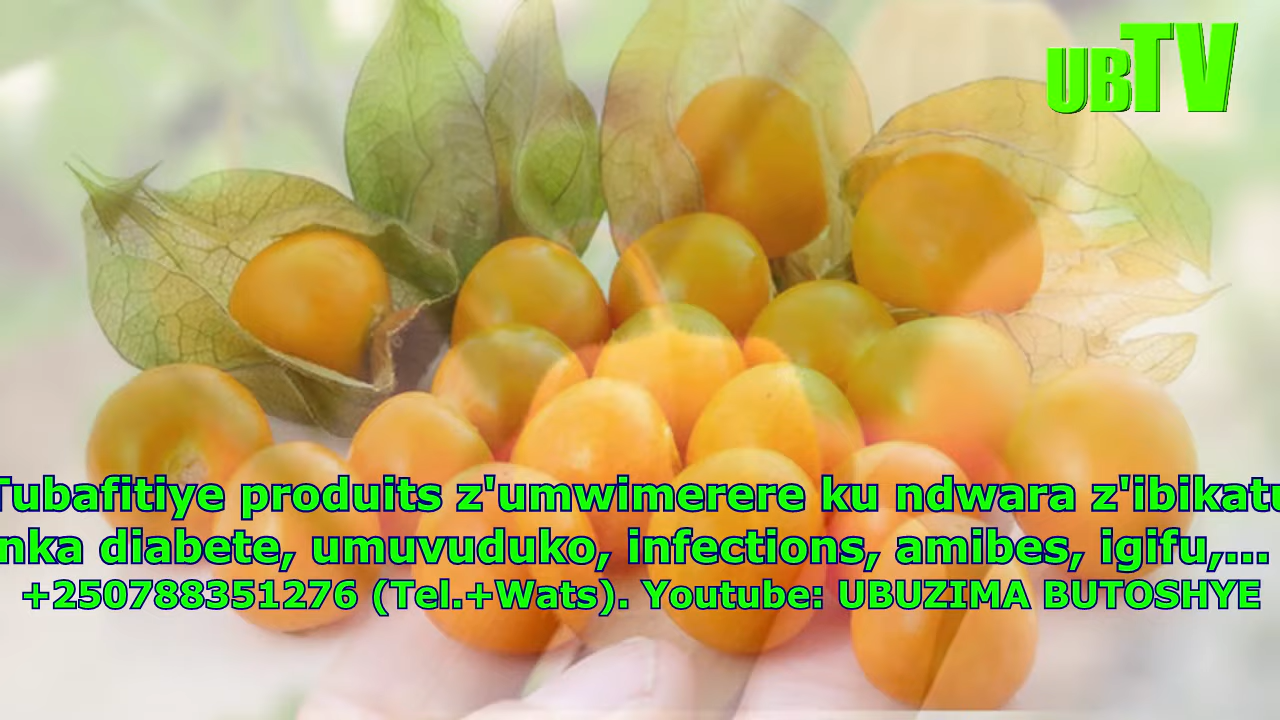 UBTV
Tubafitiye produits z'umwimerere ku ndwara z'ibikatu
nka diabete, umuvuduko, infections, amibes, igifu,...
+250788351276 (Tel.+Wats). Youtube: UBUZIMA BUTOSHYE